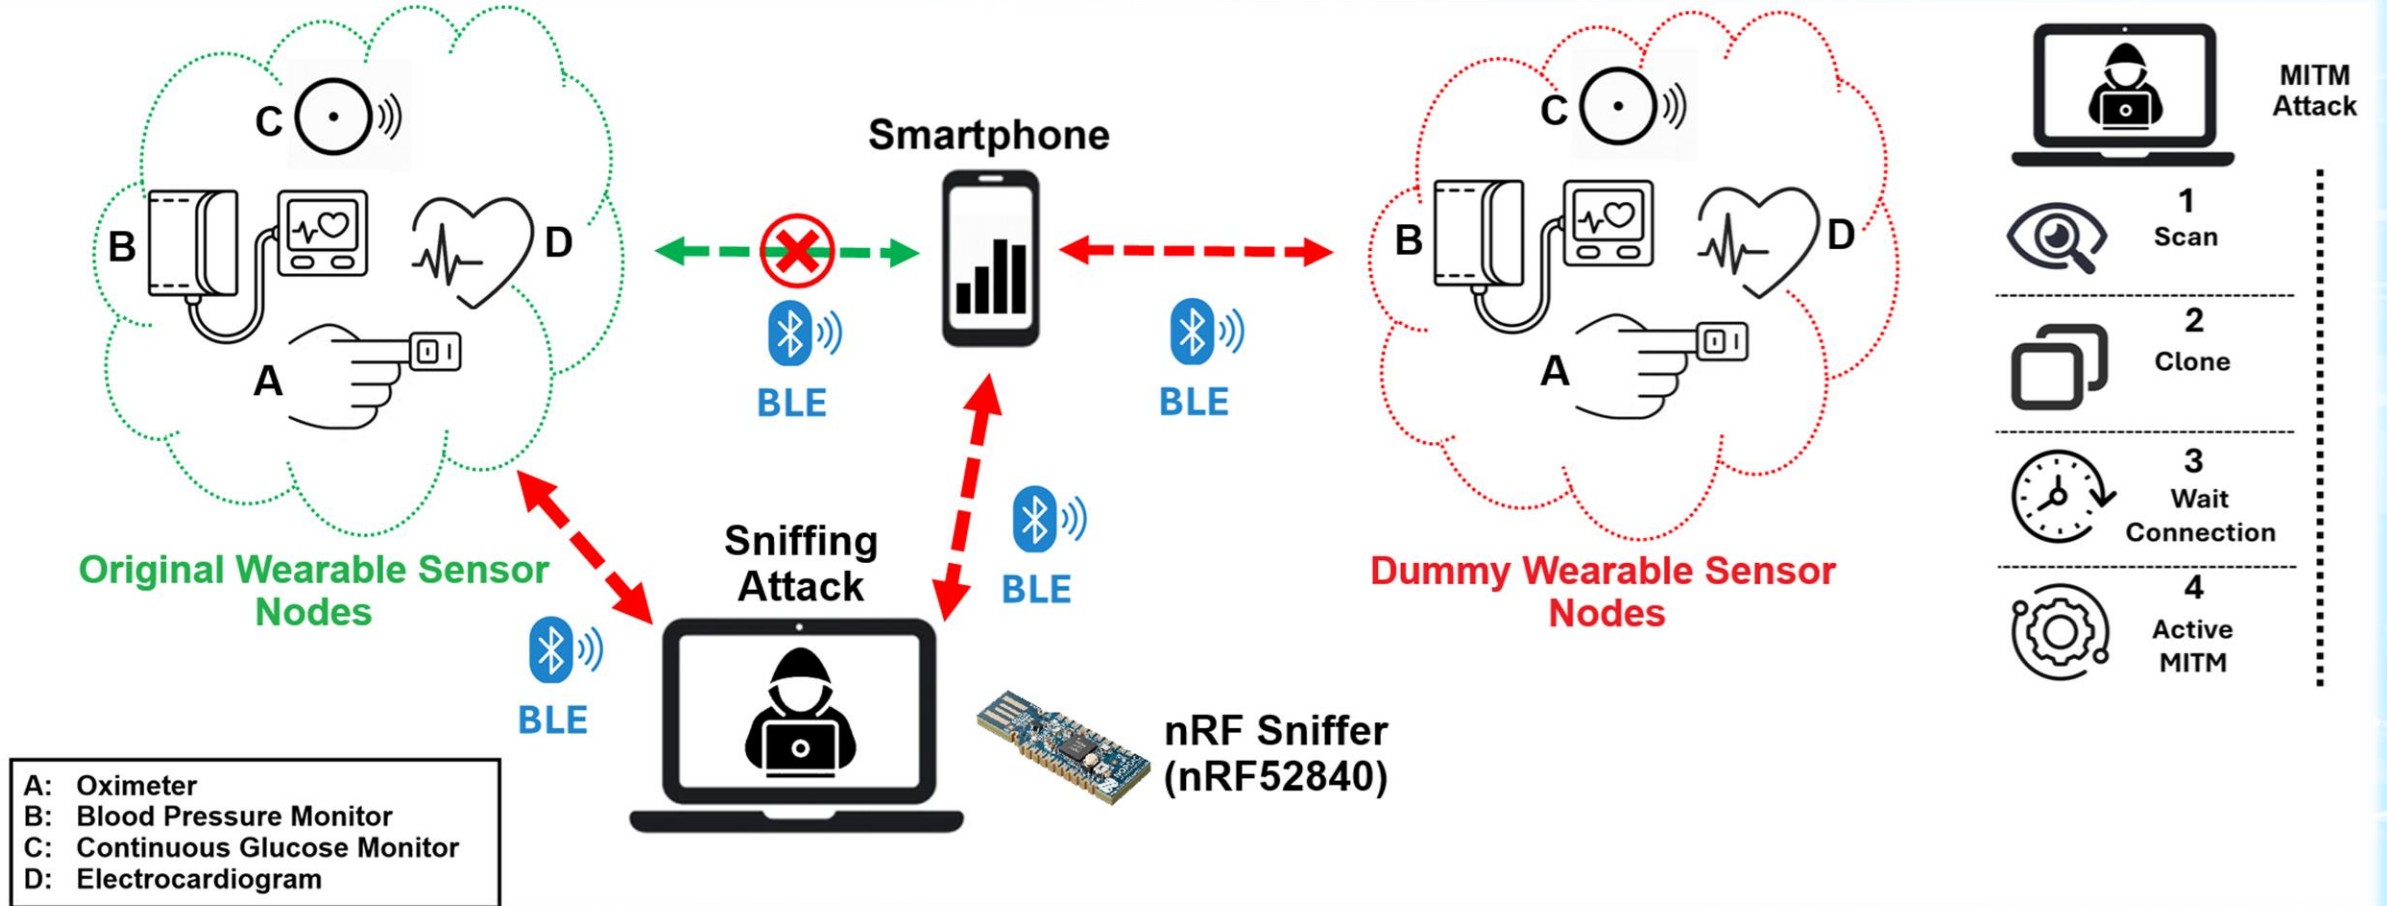 C
B
D
A
Original Wearable Sensor
Nodes
Smartphone
BLE
BLE
C
B
D
A
Dummy Wearable Sensor
Nodes
Sniffing
Attack
BLE
BLE
nRF Sniffer
(nRF52840)
MITM
Attack
1
Scan
2
Clone
3
Wait
Connection
4
Active
MITM
A: Oximeter
B: Blood Pressure Monitor
C: Continuous Glucose Monitor
D: Electrocardiogram